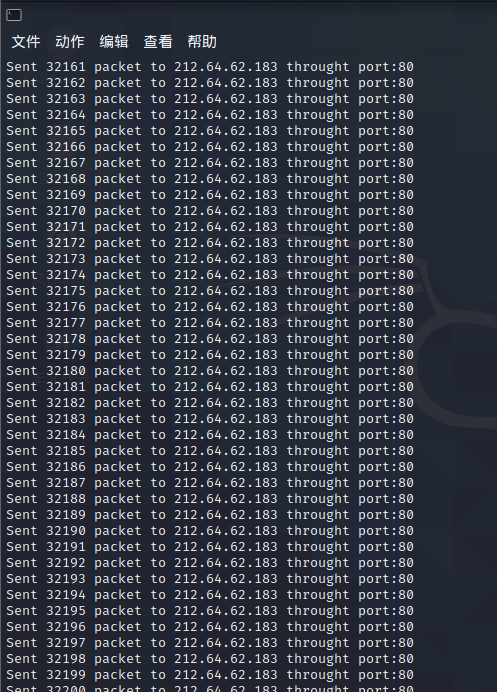 文件 动作 编辑 查看 帮助
Sent 32161 packet to 212.64.62.183 throught port:80
Sent 32162 packet to 212.64.62.183 throught port:80
Sent 32163 packet to 212.64.62.183 throught port:80
Sent 32164 packet to 212.64.62.183 throught port:80
Sent 32165 packet to 212.64.62.183 throught port:80
Sent 32166 packet to 212.64.62.183 throught port:80
Sent 32167 packet to 212.64.62.183 throught port:80
Sent 32168 packet to 212.64.62.183 throught port:80
Sent 32169 packet to 212.64.62.183 throught port:80
Sent 32170 packet to 212.64.62.183 throught port:80
Sent 32171 packet to 212.64.62.183 throught port:80
Sent 32172 packet to 212.64.62.183 throught port:80
Sent 32173 packet to 212.64.62.183 throught port:80
Sent 32174 packet to 212.64.62.183 throught port:80
Sent 32175 packet to 212.64.62.183 throught port:80
Sent 32176 packet to 212.64.62.183 throught port:80
Sent 32177 packet to 212.64.62.183 throught port:80
Sent 32178 packet to 212.64.62.183 throught port:80
Sent 32179 packet to 212.64.62.183 throught port:80
Sent 32180 packet to 212.64.62.183 throught port:80
Sent 32181 packet to 212.64.62.183 throught port:80
Sent 32182 packet to 212.64.62.183 throught port:80
Sent 32183 packet to 212.64.62.183 throught port:80
Sent 32184 packet to 212.64.62.183 throught port:80
Sent 32185 packet to 212.64.62.183 throught port:80
Sent 32186 packet to 212.64.62.183 throught port:80
Sent 32187 packet to 212.64.62.183 throught port:80
Sent 32188 packet to 212.64.62.183 throught port:80
Sent 32189 packet to 212.64.62.183 throught port:80
Sent 32190 packet to 212.64.62.183 throught port:80
Sent 32191 packet to 212.64.62.183 throught port:80
Sent 32192 packet to 212.64.62.183 throught port:80
Sent 32193 packet to 212.64.62.183 throught port:80
Sent 32194 packet to 212.64.62.183 throught port:80
Sent 32195 packet to 212.64.62.183 throught port:80
Sent 32196 packet to 212.64.62.183 throught port:80
Sent 32197 packet to 212.64.62.183 throught port:80
Sent 32198 packet to 212.64.62.183 throught port:80
Sent 32199 packet to 212.64.62.183 throught port:80
Sent 32200 packet to 212.64.62.183 throught port:80